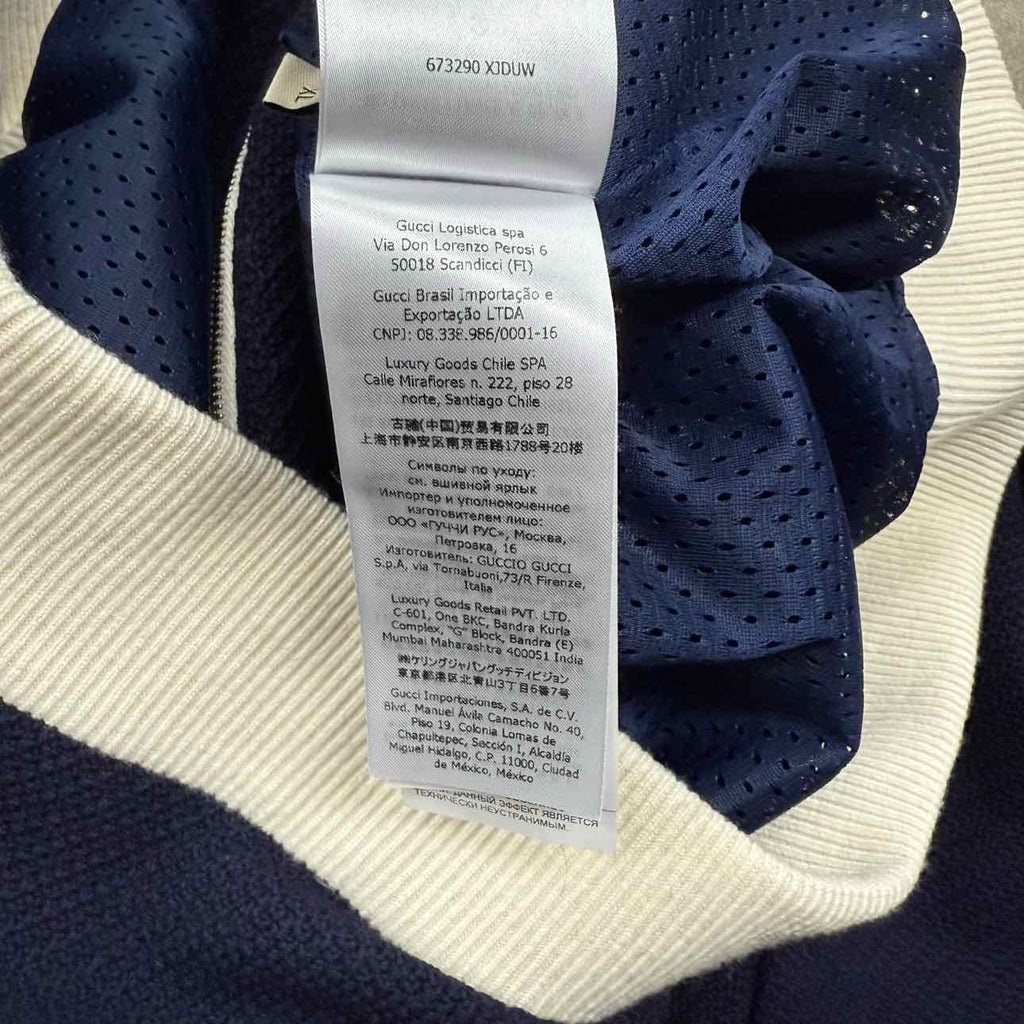 673290 XJDUW
Gucci Logistica spa
Via Don Lorenzo Perosi 6
50018 Scandicci (FI)
Gucci Brasil Importação e
Exportação LTDA
CNPJ: 08.338.986/0001-16
Luxury Goods Chile SPA
Calle Miraflores n. 222, piso 28
norte, Santiago Chile
古驰(中国)贸易有限公司
上海市静安区南京西路1788号20楼
Символы по уходу:
см. вшивной ярлык
Импортер и уполномоченное
изготовителем лицо:
ООО «ГУЧЧИ РУС», Москва,
Петровка, 16
Изготовитель: GUCCIO GUCCI
S.p.A, via Tornabuoni,73/R Firenze,
Italia
Luxury Goods Retail PVT. LTD.
C-601, One BKC, Bandra Kurla
Complex, "G" Block, Bandra (E)
Mumbai Maharashtra 400051 India
㈱ケリングジャパングッチディビジョン
東京都港区北青山3丁目6番7号
Gucci Importaciones, S.A. de C.V.
Blvd. Manuel Ávila Camacho No. 40,
Piso 19, Colonia Lomas de
Chapultepec, Sección I, Alcaldía
Miguel Hidalgo, C.P. 11000, Ciudad
de México, México
ДАННЫЙ ЭФФЕКТ ЯВЛЯЕТСЯ
ТЕХНИЧЕСКИ НЕУСТРАНИМЫМ.